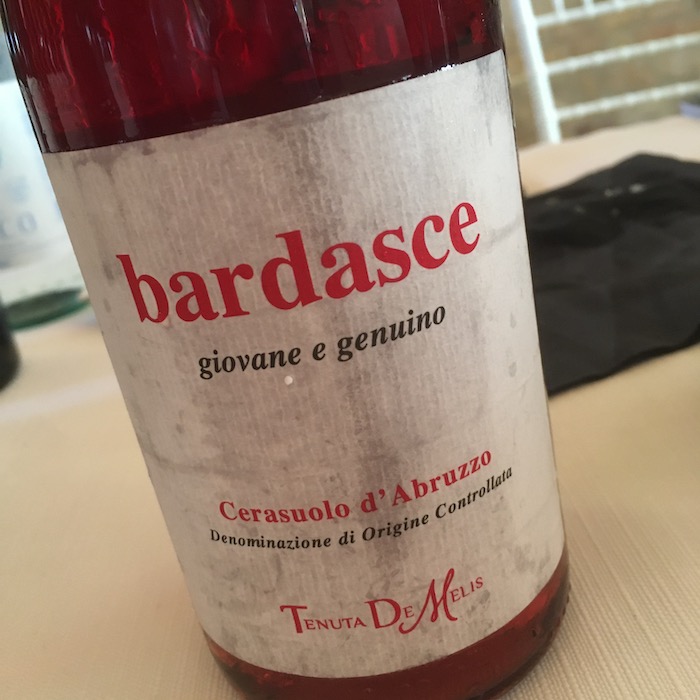 bardasce
giovane e genuino
Cerasuolo d'Abruzzo
Denominazione di Origine Controllata
Tenuta De Melis